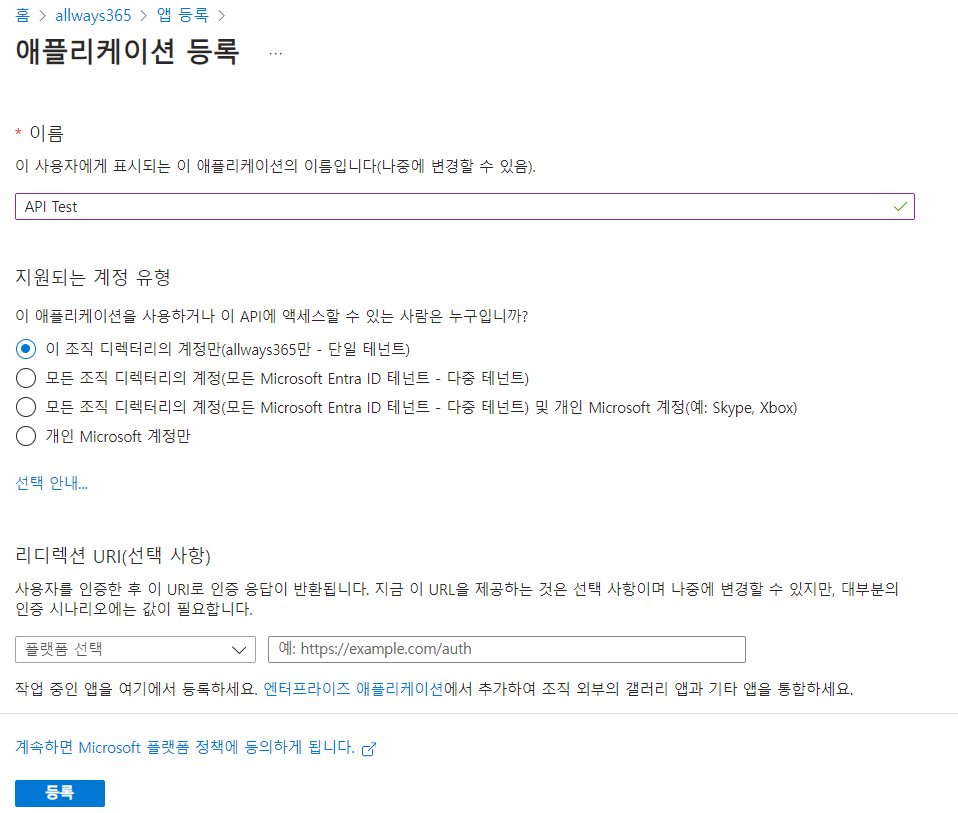 홈 > allways365 > 앱 등록 >
애플리케이션 등록 ...
* 이름
이 사용자에게 표시되는 이 애플리케이션의 이름입니다(나중에 변경할 수 있음).
API Test
지원되는 계정 유형
이 애플리케이션을 사용하거나 이 API에 액세스할 수 있는 사람은 누구입니까?
이 조직 디렉터리의 계정만(allways365만 - 단일 테넌트)
모든 조직 디렉터리의 계정(모든 Microsoft Entra ID 테넌트 - 다중 테넌트)
모든 조직 디렉터리의 계정(모든 Microsoft Entra ID 테넌트 - 다중 테넌트) 및 개인 Microsoft 계정(예: Skype, Xbox)
개인 Microsoft 계정만
선택 안내...
리디렉션 URI(선택 사항)
사용자를 인증한 후 이 URI로 인증 응답이 반환됩니다. 지금 이 URL을 제공하는 것은 선택 사항이며 나중에 변경할 수 있지만, 대부분의
인증 시나리오에는 값이 필요합니다.
플랫폼 선택 예: https://example.com/auth
작업 중인 앱을 여기에서 등록하세요. 엔터프라이즈 애플리케이션에서 추가하여 조직 외부의 갤러리 앱과 기타 앱을 통합하세요.
계속하면 Microsoft 플랫폼 정책에 동의하게 됩니다.
등록